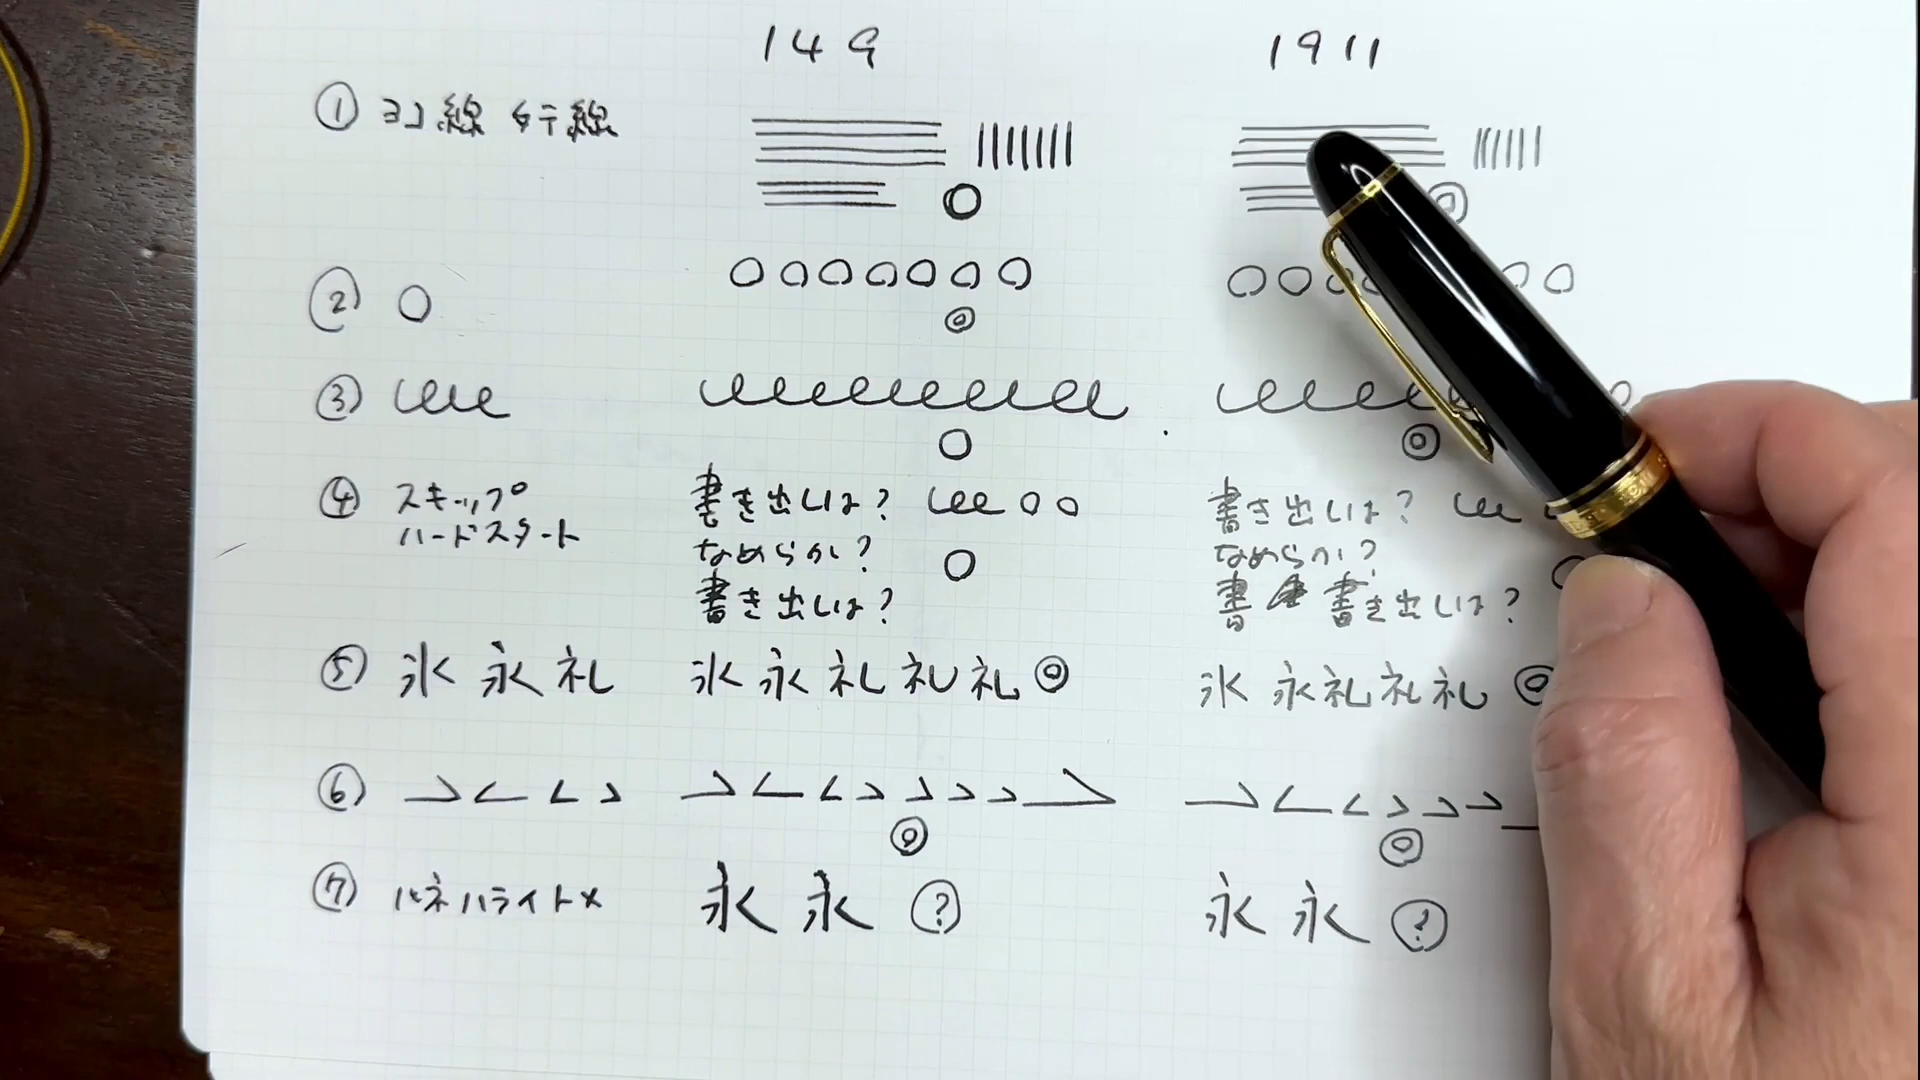 149 1911
① ヨコ線 タテ線
② ○ ◎
③ ○ ◎
④ スキップ 書き出しは? 書き出しは?
ハードスタート なめらかい? なめらかい?
書き出しは? 書 書き出しは?
⑤ 氷 永 礼 氷 永 礼 礼 礼 ◎ 氷 永 礼 礼 礼 ◎
⑥ ◎ ◎
⑦ ハネハライトメ 永 永 ? 永 永 ?